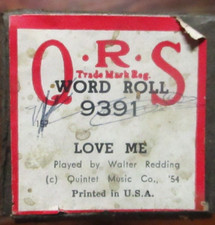 Q·R·S
Trade Mark Reg.
WORD ROLL
9391
LOVE ME
Played by Walter Redding
(c) Quintet Music Co., '54
Printed in U.S.A.